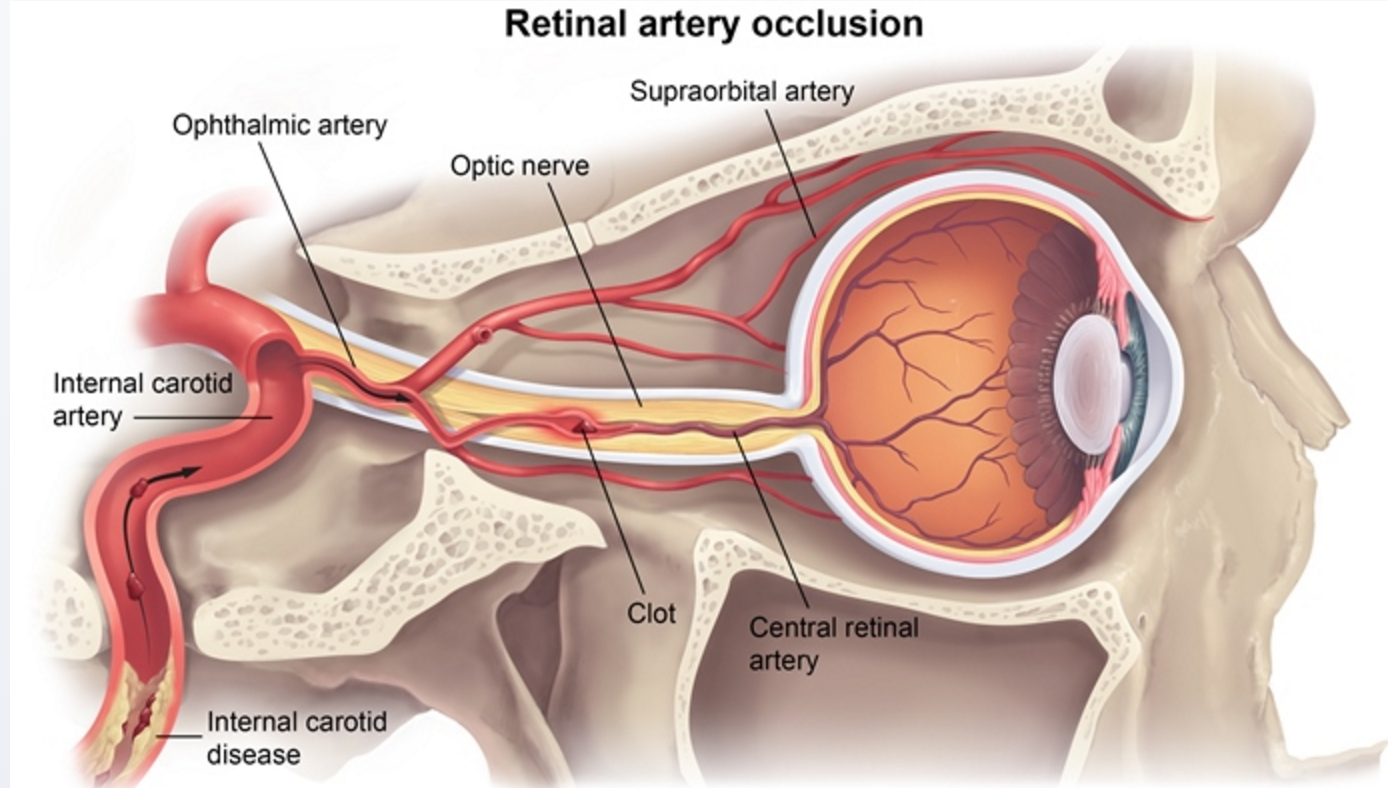 Retinal artery occlusion
Supraorbital artery
Ophthalmic artery
Optic nerve
Internal carotid
artery
Clot
Central retinal
artery
Internal carotid
disease